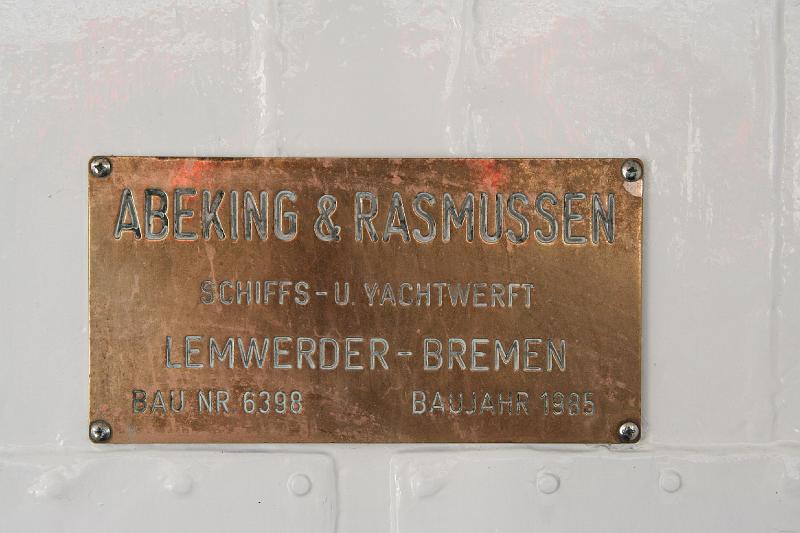 ABEKING & RASMUSSEN
SCHIFFS-U. YACHTWERFT
LEMWERDER-BREMEN
BAU NR. 6398 BAUJAHR 1985